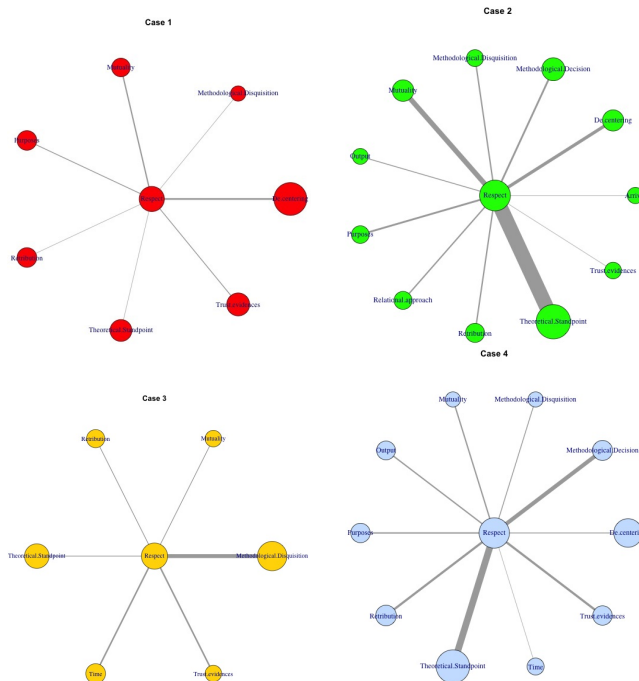 Case 1
Mutuality
Methodological.Disquisition
Purposes
Respect
De.centering
Retribution
Trust.evidences
Theoretical.Standpoint
Case 2
Methodological.Disquisition
Methodological.Decision
Mutuality
De.centering
Output
Respect
Purposes
Trust.evidences
Relational.approach
Theoretical.Standpoint
Retribution
Case 3
Retribution
Mutuality
Theoretical.Standpoint
Respect
Methodological.Disquisition
Time
Trust.evidences
Case 4
Mutuality
Methodological.Disquisition
Output
Methodological.Decision
Purposes
Respect
De.centerin
Retribution
Trust.evidences
Theoretical.Standpoint
Time